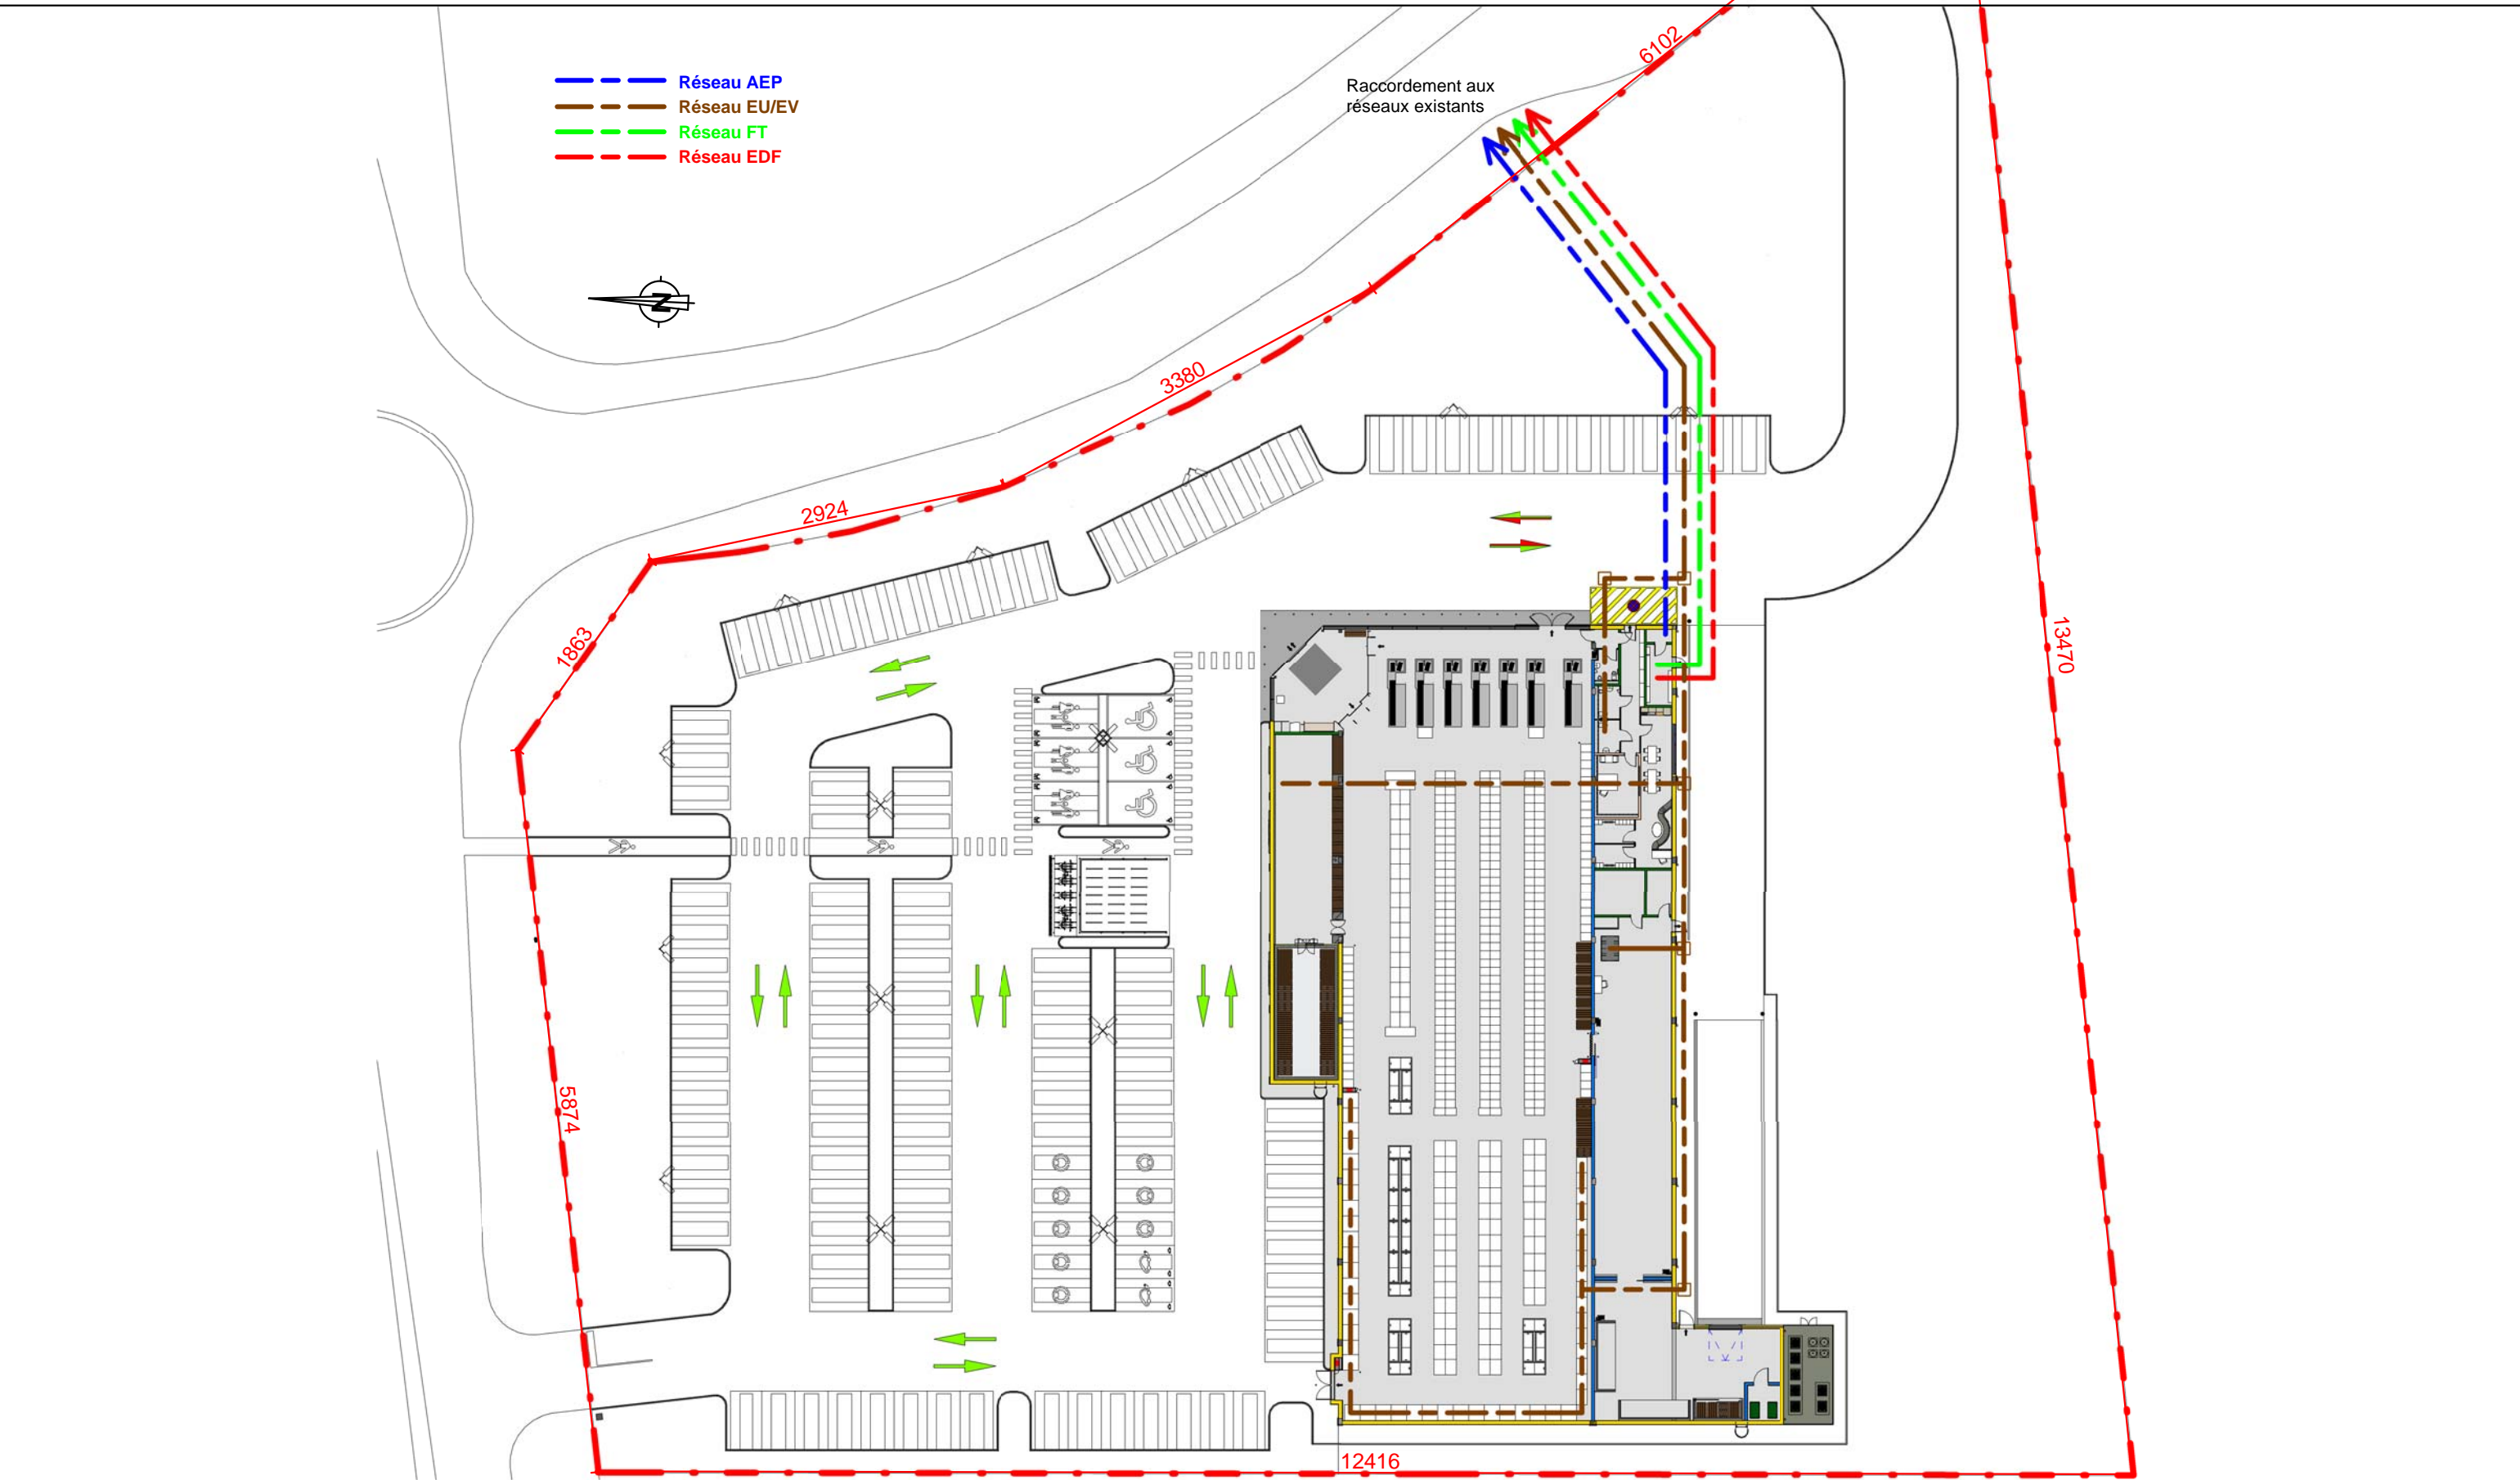 6102
Réseau AEP
Raccordement aux
réseaux existants
Réseau EU/EV
Réseau FT
Réseau EDF
N
3380
2924
1863
13470
5874
12416